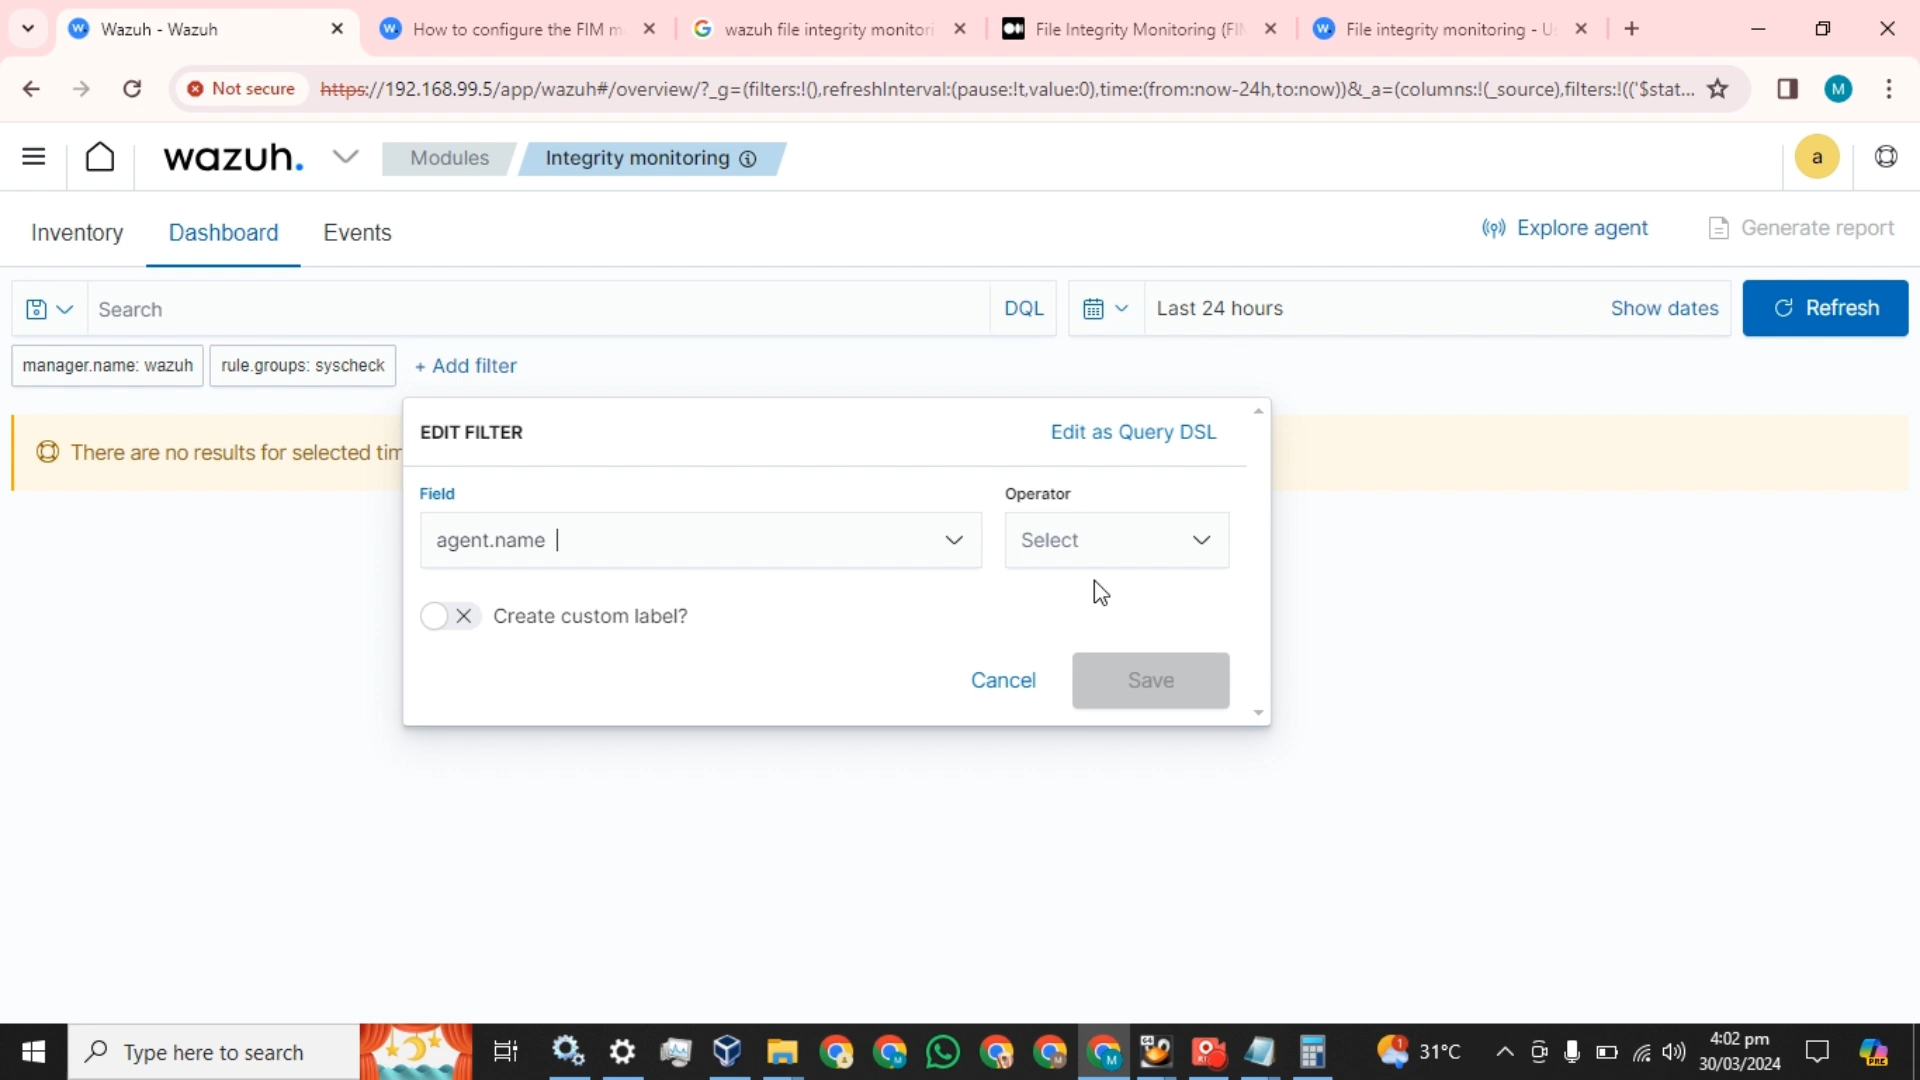 Wazuh - Wazuh
How to configure the FIM m
wazuh file integrity monitori
File Integrity Monitoring (FIN
File integrity monitoring - U
Not secure
https://192.168.99.5/app/wazuh#/overview/?_g=(filters:!(),refreshInterval:(pause:!t,value:0),time:(from:now-24h,to:now))&_a=(columns:!(_source),filters:!(('$stat...
M
wazuh.
Modules
Integrity monitoring
a
Inventory
Dashboard
Events
Explore agent
Generate report
Search
DQL
Last 24 hours
Show dates
Refresh
manager.name: wazuh
rule.groups: syscheck
+ Add filter
There are no results for selected tim
EDIT FILTER
Edit as Query DSL
Field
Operator
agent.name
Select
Create custom label?
Cancel
Save
Type here to search
31°C
4:02 pm
30/03/2024